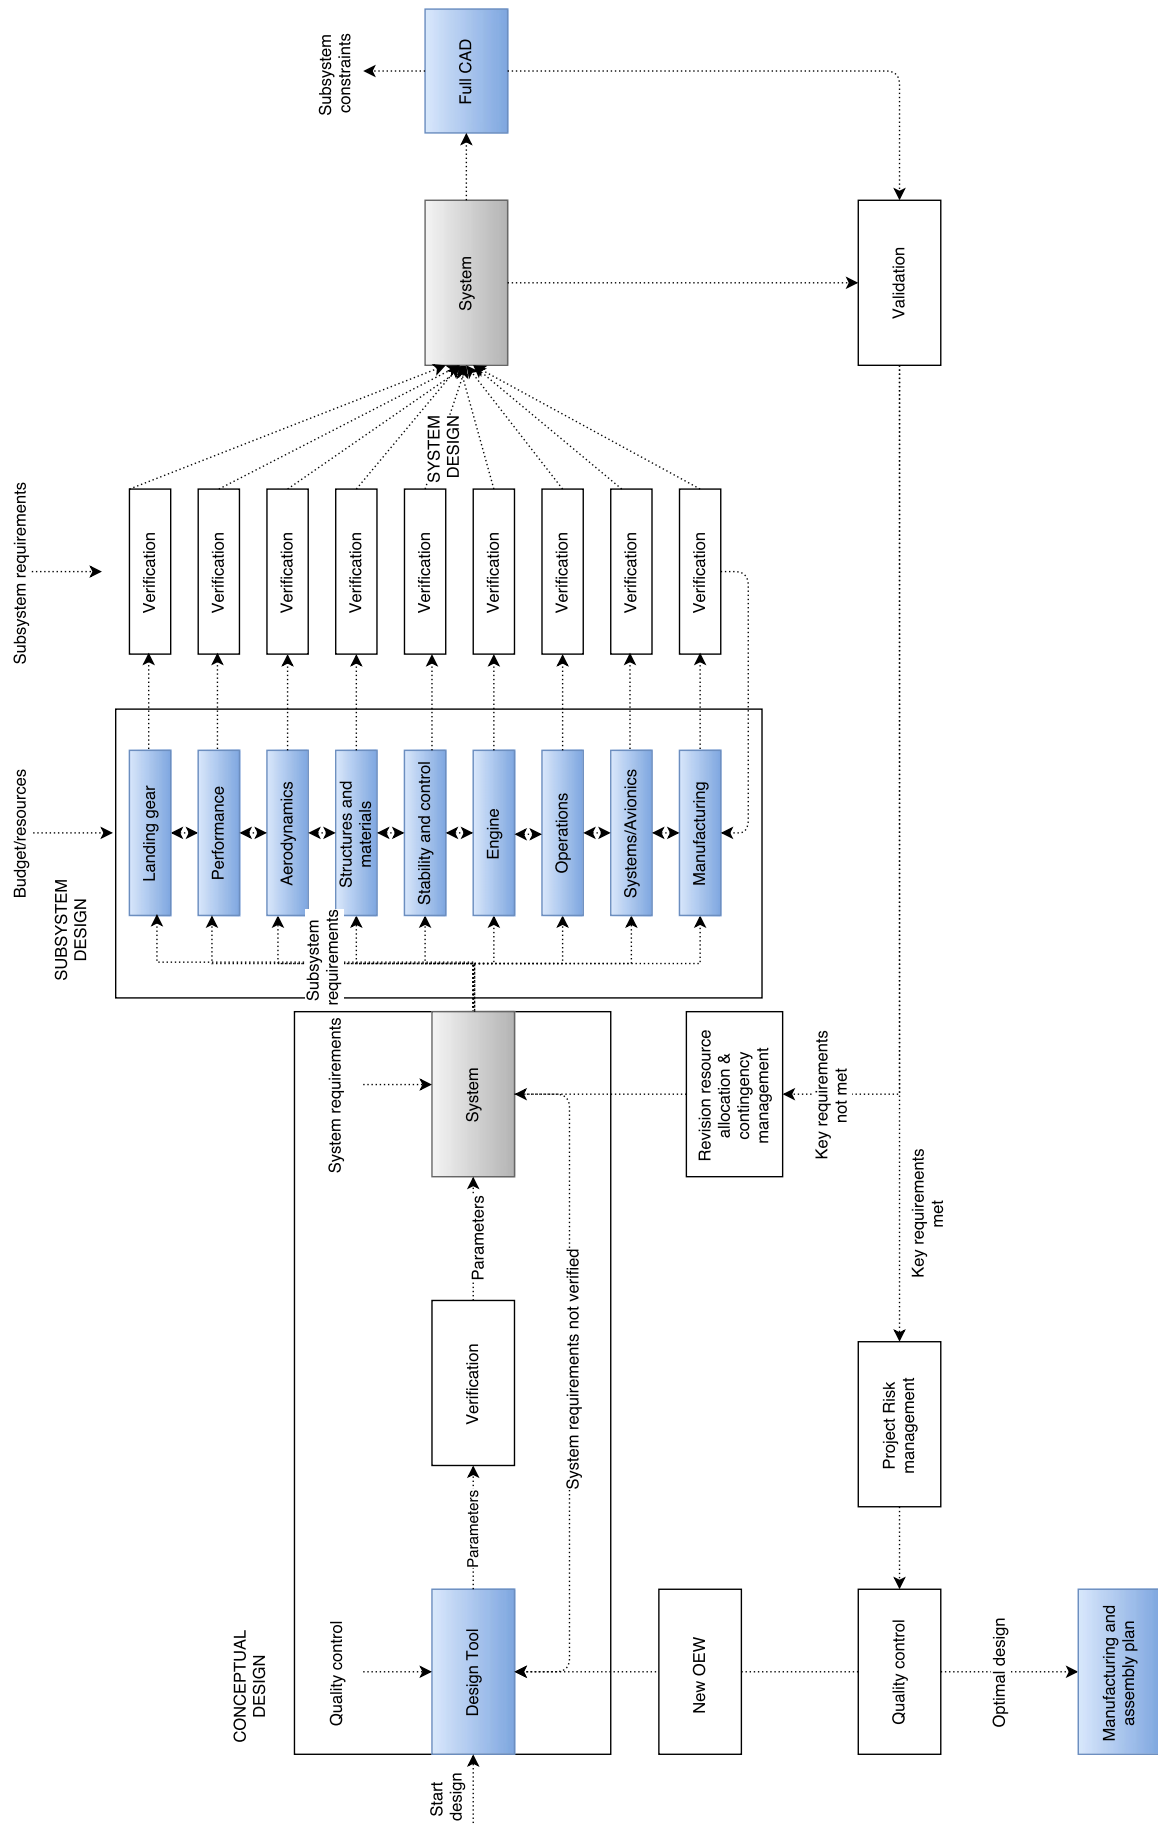 Start
design
CONCEPTUAL
DESIGN
Quality control
Design Tool
Parameters
Verification
Parameters
System requirements
System
System requirements not verified
Subsystem
requirements
SUBSYSTEM
DESIGN
Budget/resources
Landing gear
Performance
Aerodynamics
Structures and
materials
Stability and control
Engine
Operations
Systems/Avionics
Manufacturing
Subsystem requirements
Verification
Verification
Verification
Verification
Verification
Verification
Verification
Verification
Verification
SYSTEM
DESIGN
System
Subsystem
constraints
Full CAD
Validation
Key requirements
not met
Revision resource
allocation &
contingency
management
Key requirements
met
Project Risk
management
Quality control
New OEW
Optimal design
Manufacturing and
assembly plan